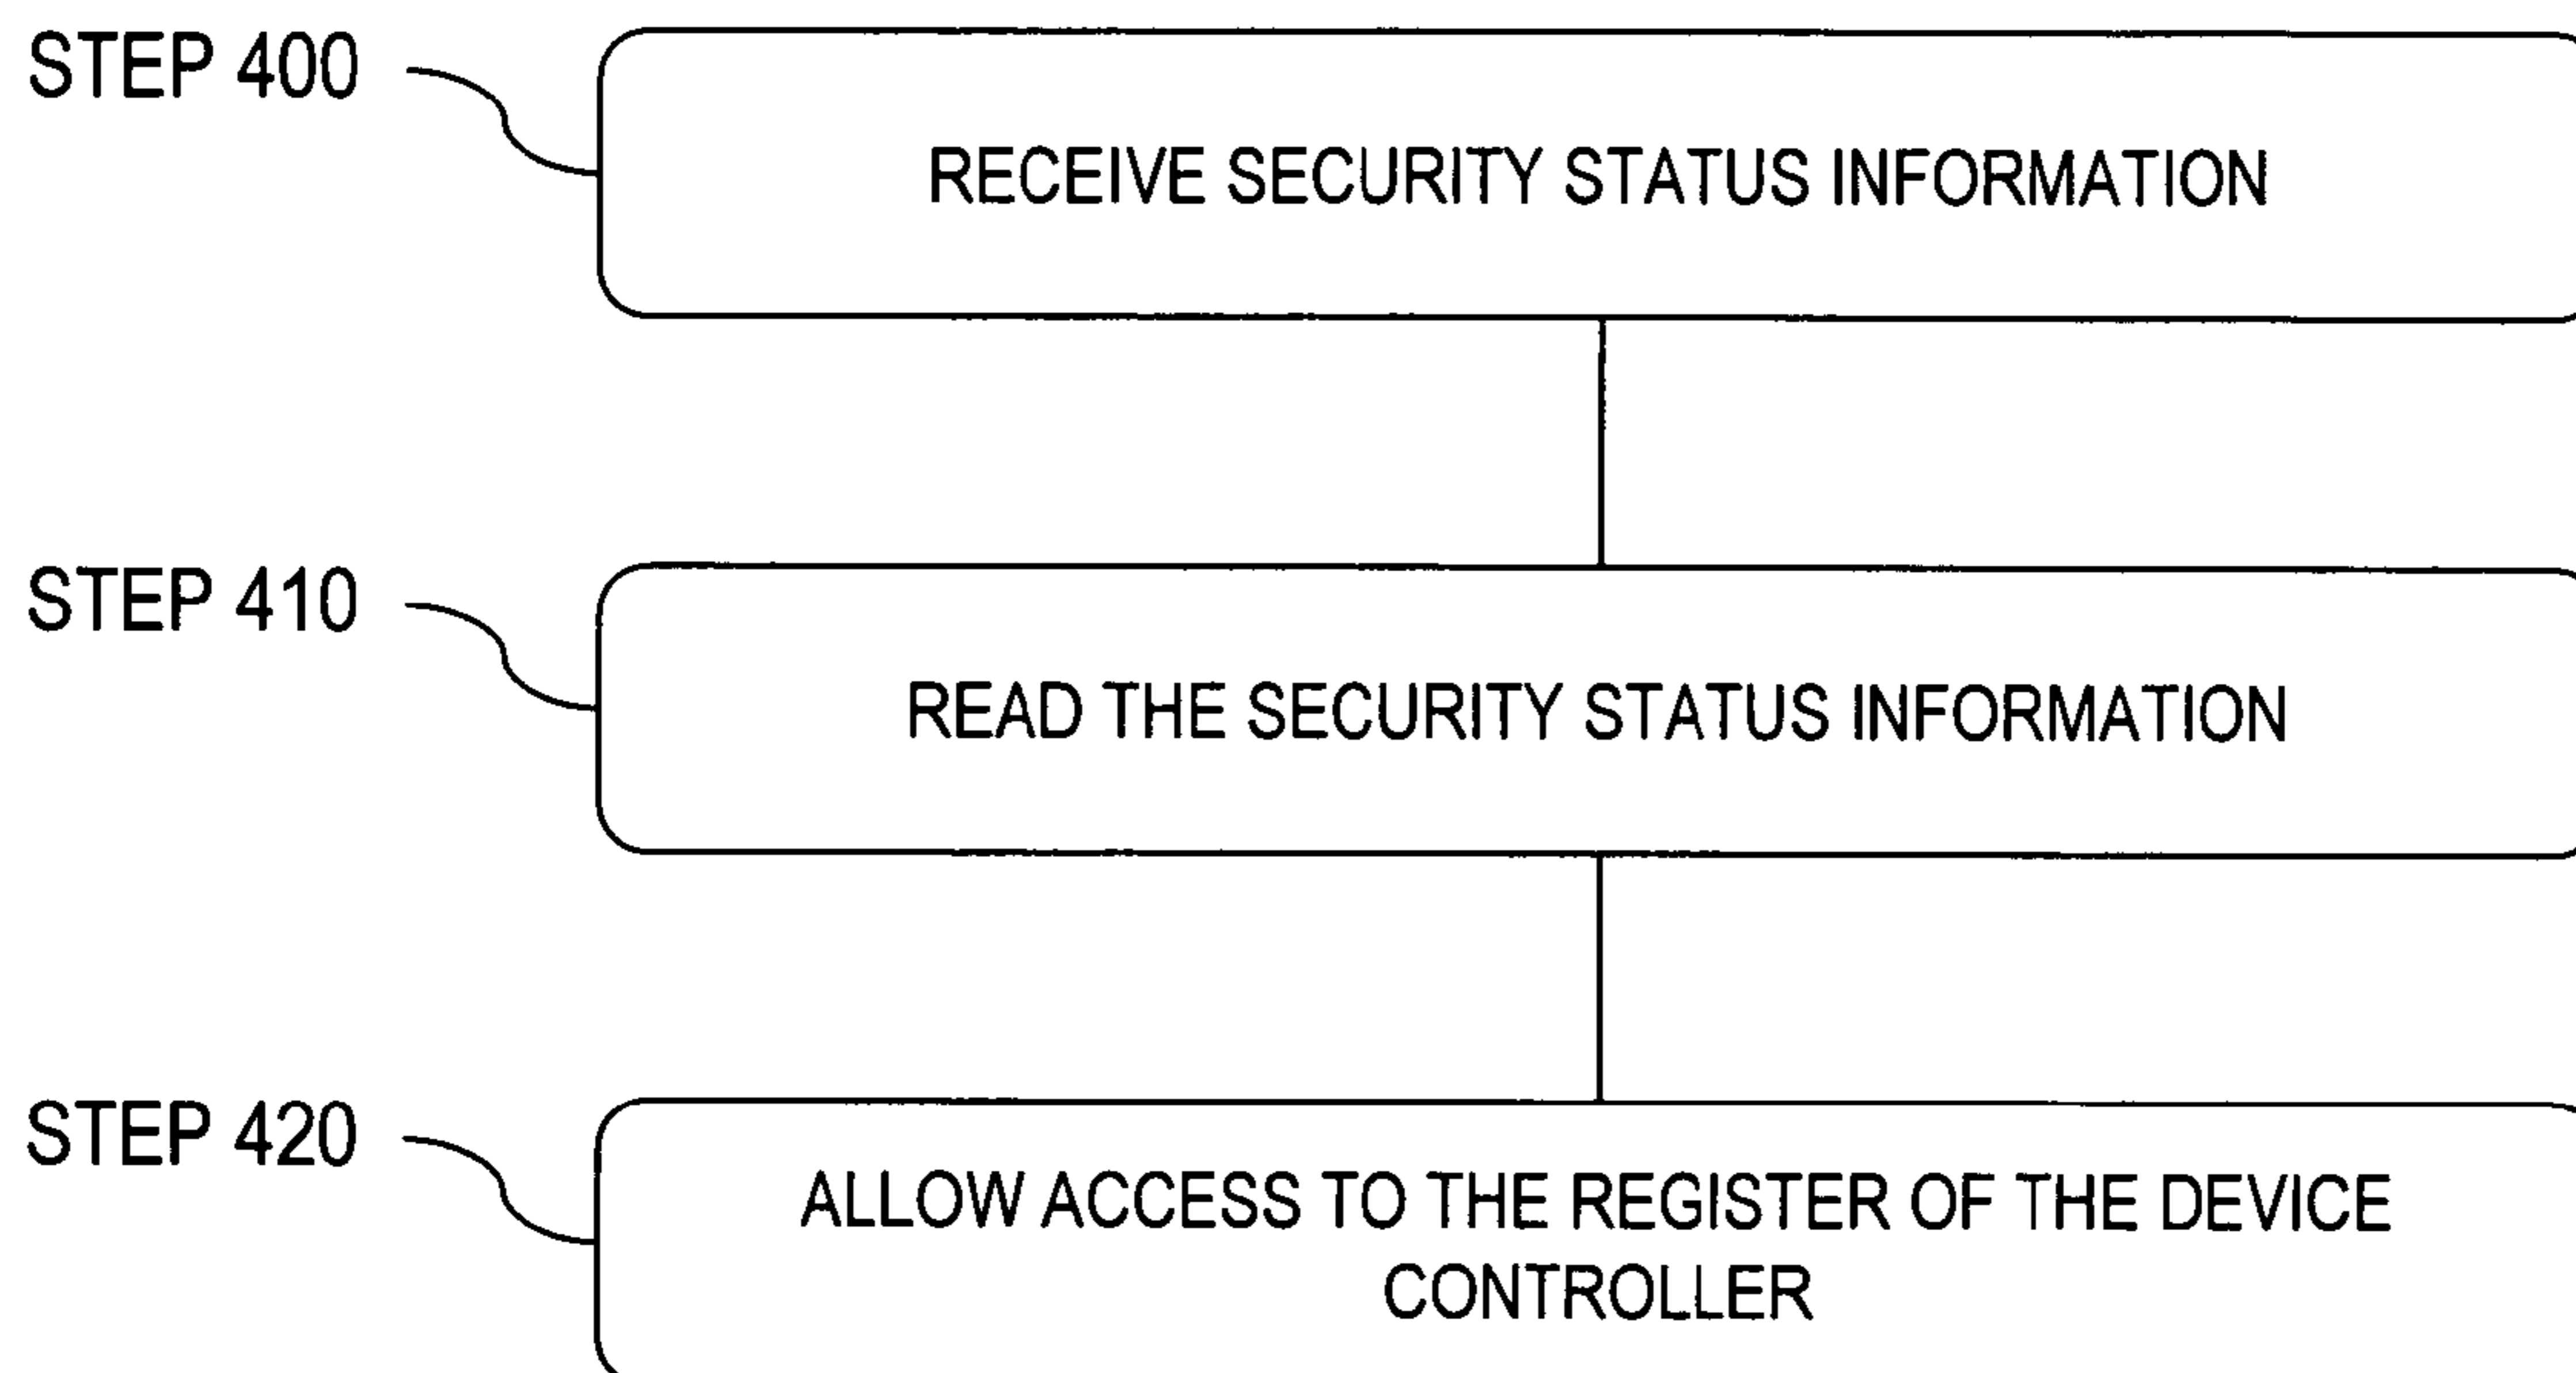 STEP 400
RECEIVE SECURITY STATUS INFORMATION
STEP 410
READ THE SECURITY STATUS INFORMATION
STEP 420
ALLOW ACCESS TO THE REGISTER OF THE DEVICE
CONTROLLER